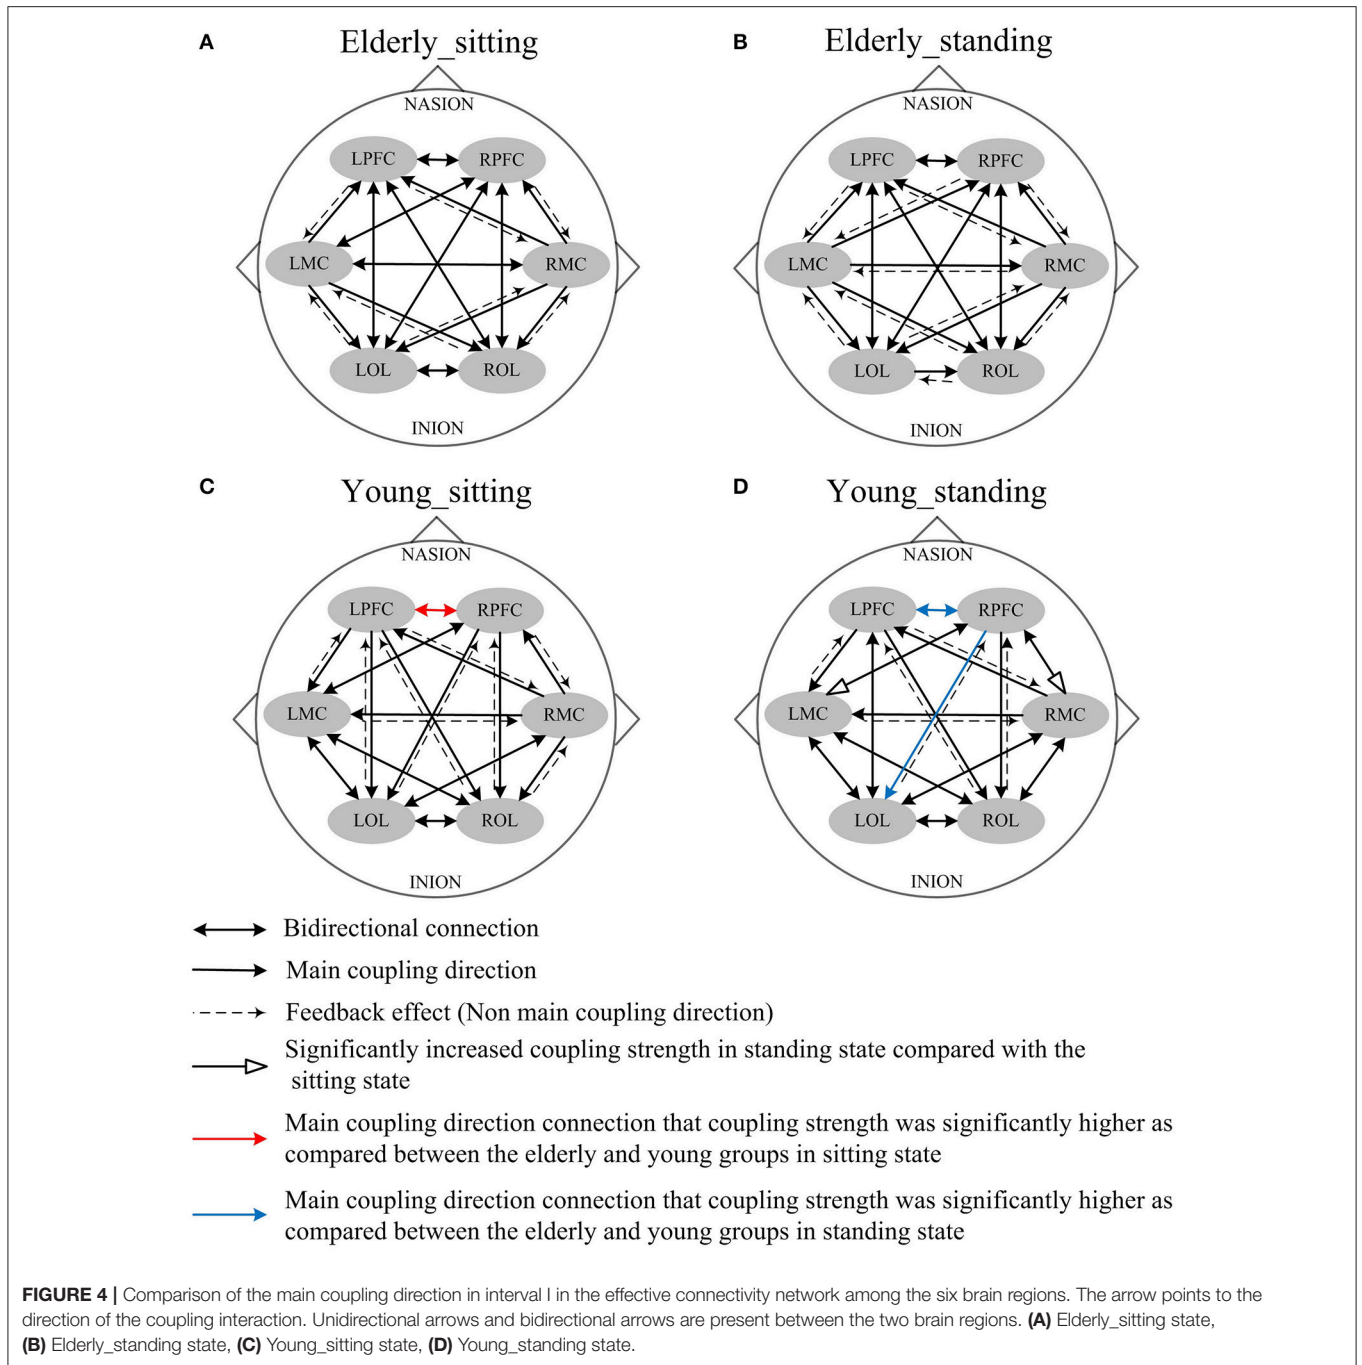 A
Elderly_sitting
NASION
LPFC
RPFC
LMC
RMC
LOL
ROL
INION
B
Elderly_standing
NASION
LPFC
RPFC
LMC
RMC
LOL
ROL
INION
C
Young_sitting
NASION
LPFC
RPFC
LMC
RMC
LOL
ROL
INION
D
Young_standing
NASION
LPFC
RPFC
LMC
RMC
LOL
ROL
INION
Bidirectional connection
Main coupling direction
Feedback effect (Non main coupling direction)
Significantly increased coupling strength in standing state compared with the
sitting state
Main coupling direction connection that coupling strength was significantly higher as
compared between the elderly and young groups in sitting state
Main coupling direction connection that coupling strength was significantly higher as
compared between the elderly and young groups in standing state
FIGURE 4 | Comparison of the main coupling direction in interval I in the effective connectivity network among the six brain regions. The arrow points to the
direction of the coupling interaction. Unidirectional arrows and bidirectional arrows are present between the two brain regions. (A) Elderly_sitting state,
(B) Elderly_standing state, (C) Young_sitting state, (D) Young_standing state.